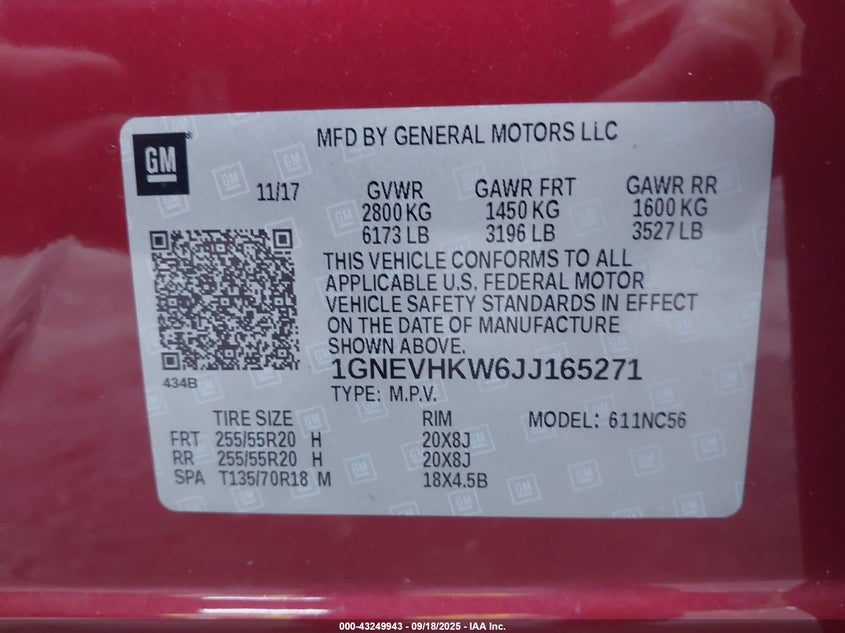 GM
MFD BY GENERAL MOTORS LLC
11/17 GVWR GAWR FRT GAWR RR
2800 KG 1450 KG 1600 KG
6173 LB 3196 LB 3527 LB
THIS VEHICLE CONFORMS TO ALL
APPLICABLE U.S. FEDERAL MOTOR
VEHICLE SAFETY STANDARDS IN EFFECT
ON THE DATE OF MANUFACTURE
SHOWN ABOVE.
434B
1GNEVHKW6JJ165271
TYPE: M.P.V.
TIRE SIZE RIM MODEL: 611NC56
FRT 255/55R20 H 20X8J
RR 255/55R20 H 20X8J
SPA T135/70R18 M 18X4.5B
000-43249943 - 09/18/2025 - IAA Inc.